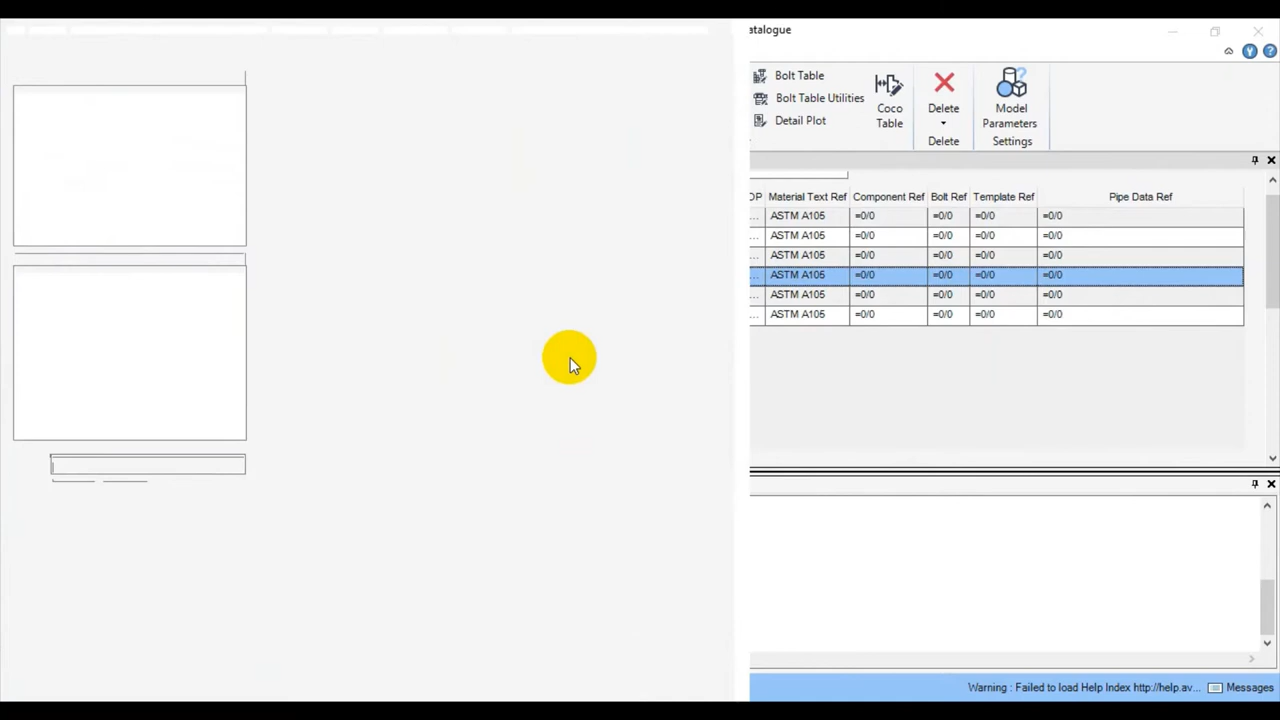 atalogue
Bolt Table
Bolt Table Utilities
Detail Plot
Coco
Table
Delete
Delete
Model
Parameters
Settings
OP Material Text Ref Component Ref Bolt Ref Template Ref Pipe Data Ref
... ASTM A105 =0/0 =0/0 =0/0 =0/0
... ASTM A105 =0/0 =0/0 =0/0 =0/0
... ASTM A105 =0/0 =0/0 =0/0 =0/0
... ASTM A105 =0/0 =0/0 =0/0 =0/0
... ASTM A105 =0/0 =0/0 =0/0 =0/0
... ASTM A105 =0/0 =0/0 =0/0 =0/0
Warning : Failed to load Help Index http://help.av... Messages